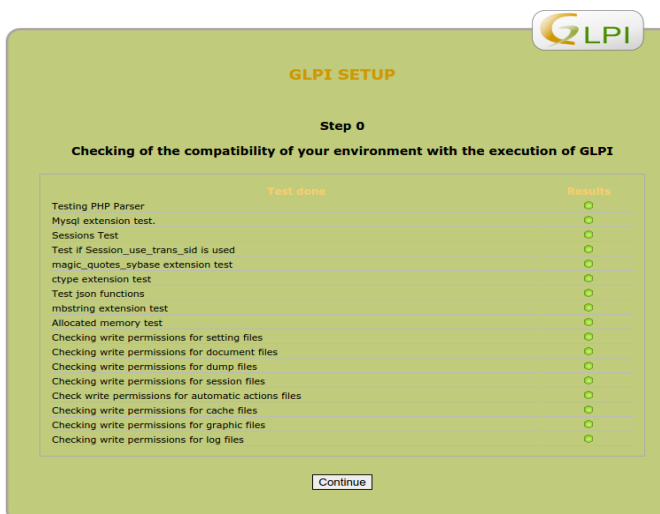 GLPI
GLPI SETUP
Step 0
Checking of the compatibility of your environment with the execution of GLPI
Test done Results
Testing PHP Parser
Mysql extension test.
Sessions Test
Test if Session_use_trans_sid is used
magic_quotes_sybase extension test
ctype extension test
Test json functions
mbstring extension test
Allocated memory test
Checking write permissions for setting files
Checking write permissions for document files
Checking write permissions for dump files
Checking write permissions for session files
Check write permissions for automatic actions files
Checking write permissions for cache files
Checking write permissions for graphic files
Checking write permissions for log files
Continue